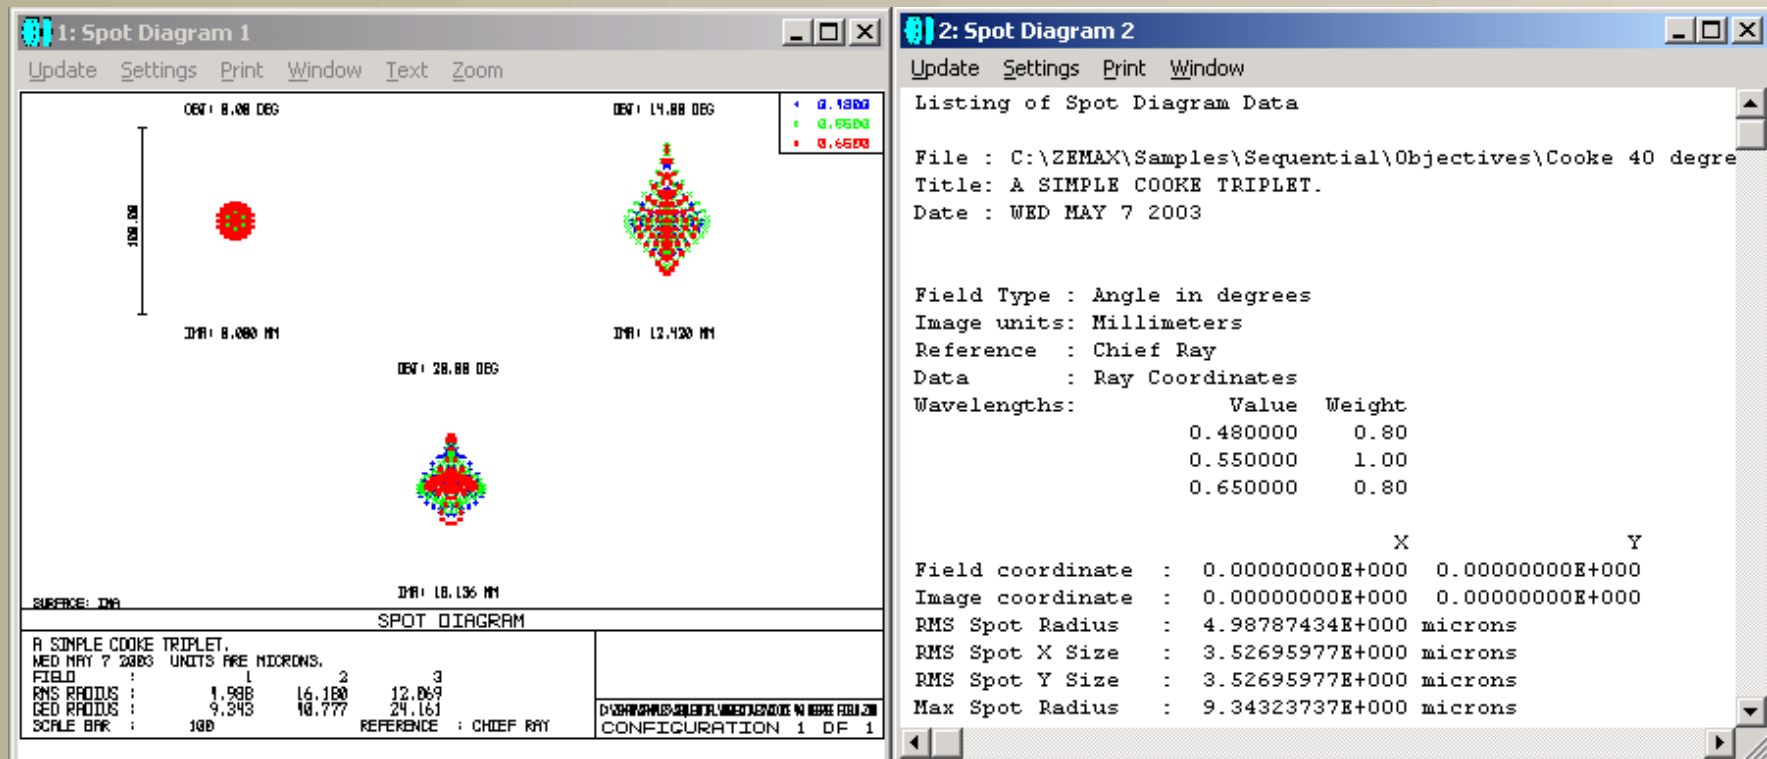 1: Spot Diagram 1
Update Settings Print Window Text Zoom
OBJ: 0.00 DEG
OBJ: 14.00 DEG
0.4800
0.5500
0.6500
100.00
IMA: 0.000 MM
IMA: 12.420 MM
OBJ: 20.00 DEG
IMA: 18.136 MM
SURFACE: IMA
SPOT DIAGRAM
A SIMPLE COOKE TRIPLET.
WED MAY 7 2003 UNITS ARE MICRONS.
FIELD : 1 2 3
RMS RADIUS : 4.988 16.180 12.069
GEO RADIUS : 9.343 40.777 24.161
SCALE BAR : 100 REFERENCE : CHIEF RAY
CONFIGURATION 1 OF 1
2: Spot Diagram 2
Update Settings Print Window
Listing of Spot Diagram Data
File : C:\ZEMAX\Samples\Sequential\Objectives\Cooke 40 degre
Title: A SIMPLE COOKE TRIPLET.
Date : WED MAY 7 2003
Field Type : Angle in degrees
Image units: Millimeters
Reference : Chief Ray
Data : Ray Coordinates
Wavelengths: Value Weight
0.480000 0.80
0.550000 1.00
0.650000 0.80
X Y
Field coordinate : 0.00000000E+000 0.00000000E+000
Image coordinate : 0.00000000E+000 0.00000000E+000
RMS Spot Radius : 4.98787434E+000 microns
RMS Spot X Size : 3.52695977E+000 microns
RMS Spot Y Size : 3.52695977E+000 microns
Max Spot Radius : 9.34323737E+000 microns